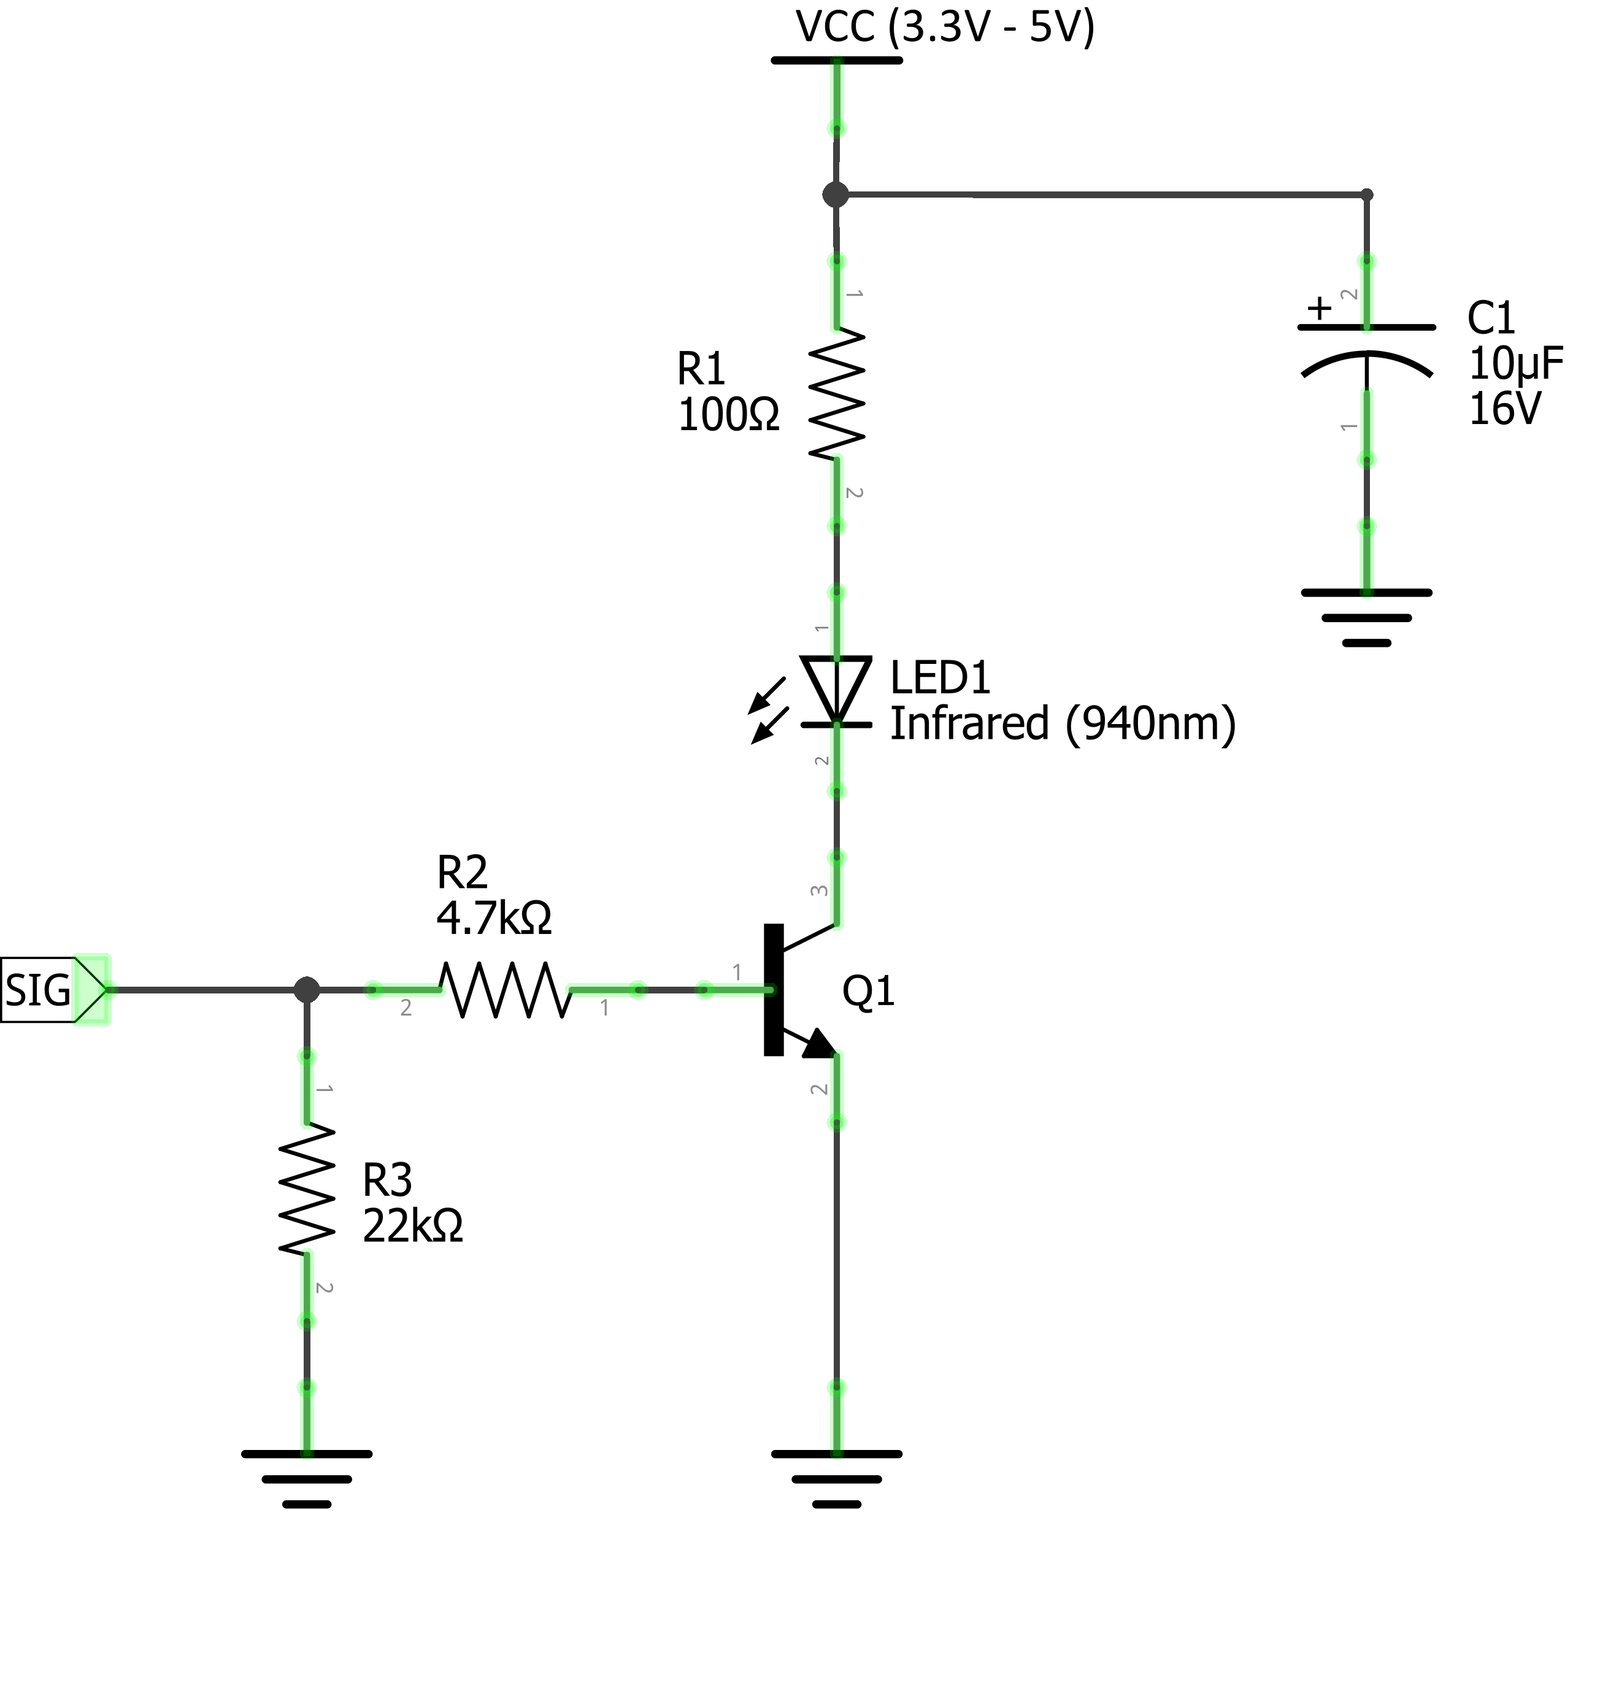 VCC (3.3V - 5V)
1
R1
100Ω
2
+
2
C1
10µF
16V
1
1
LED1
Infrared (940nm)
2
3
R2
4.7kΩ
SIG
2
1
1
Q1
2
1
R3
22kΩ
2